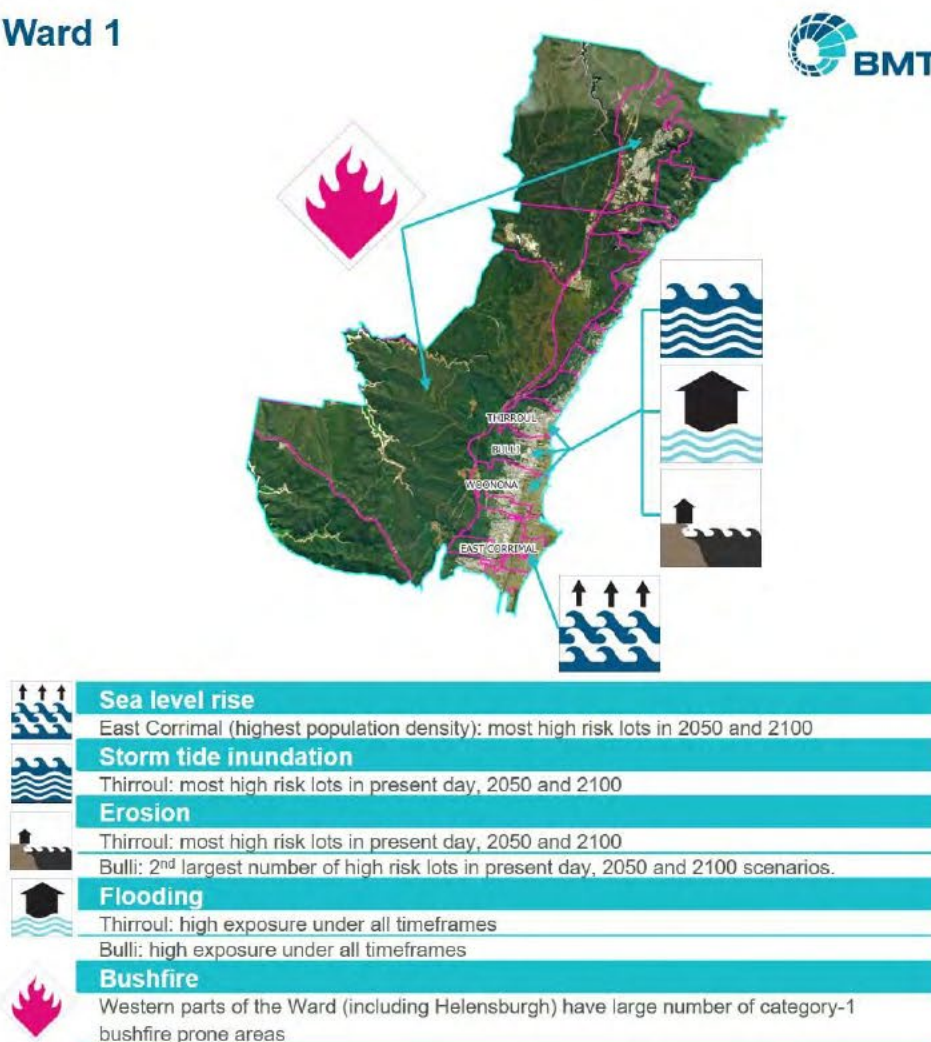 Ward 1
BMT
THIRROUL
BULLI
WOONONA
EAST CORRIMAL
Sea level rise
East Corrimal (highest population density): most high risk lots in 2050 and 2100
Storm tide inundation
Thirroul: most high risk lots in present day, 2050 and 2100
Erosion
Thirroul: most high risk lots in present day, 2050 and 2100
Bulli: 2nd largest number of high risk lots in present day, 2050 and 2100 scenarios.
Flooding
Thirroul: high exposure under all timeframes
Bulli: high exposure under all timeframes
Bushfire
Western parts of the Ward (including Helensburgh) have large number of category-1
bushfire prone areas